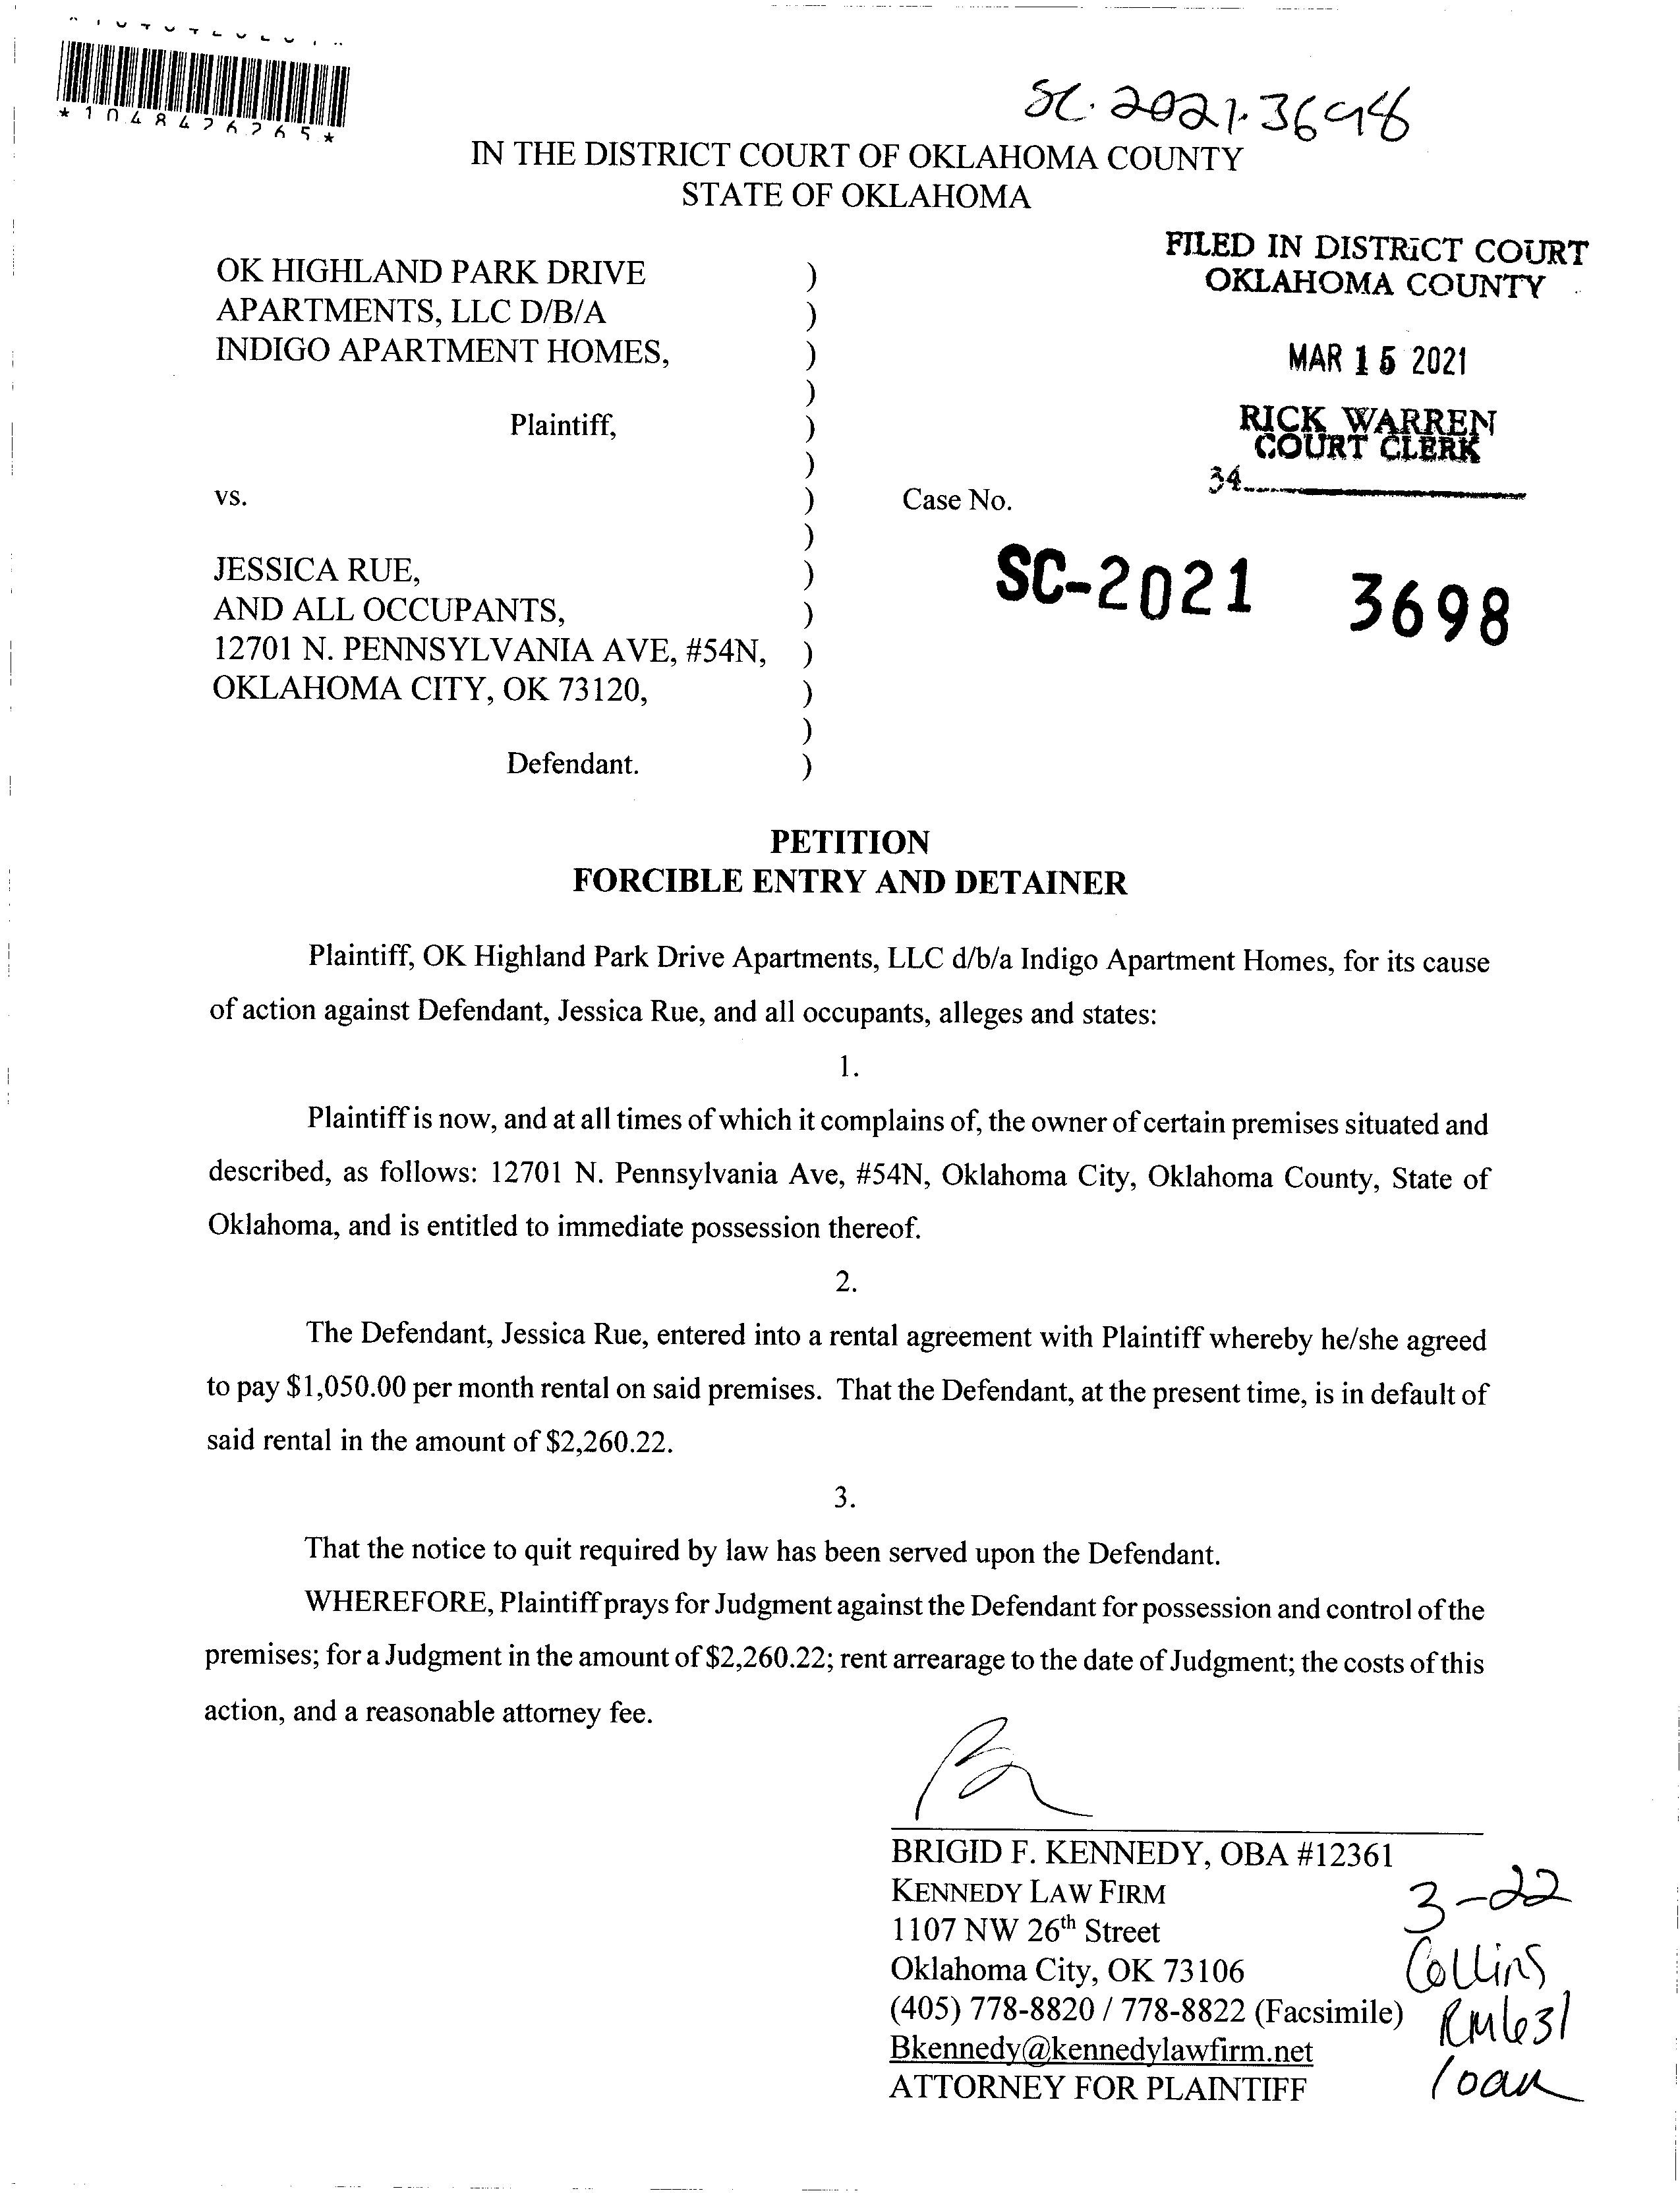 *1048426265*
SC.2021.3698
IN THE DISTRICT COURT OF OKLAHOMA COUNTY
STATE OF OKLAHOMA
FILED IN DISTRICT COURT
OKLAHOMA COUNTY
MAR 15 2021
RICK WARREN
COURT CLERK
34
OK HIGHLAND PARK DRIVE )
APARTMENTS, LLC D/B/A )
INDIGO APARTMENT HOMES, )
)
Plaintiff, )
)
vs. ) Case No.
)
SC-2021 3698
JESSICA RUE, )
AND ALL OCCUPANTS, )
12701 N. PENNSYLVANIA AVE, #54N, )
OKLAHOMA CITY, OK 73120, )
)
Defendant. )
PETITION
FORCIBLE ENTRY AND DETAINER
Plaintiff, OK Highland Park Drive Apartments, LLC d/b/a Indigo Apartment Homes, for its cause
of action against Defendant, Jessica Rue, and all occupants, alleges and states:
1.
Plaintiff is now, and at all times of which it complains of, the owner of certain premises situated and
described, as follows: 12701 N. Pennsylvania Ave, #54N, Oklahoma City, Oklahoma County, State of
Oklahoma, and is entitled to immediate possession thereof.
2.
The Defendant, Jessica Rue, entered into a rental agreement with Plaintiff whereby he/she agreed
to pay $1,050.00 per month rental on said premises. That the Defendant, at the present time, is in default of
said rental in the amount of $2,260.22.
3.
That the notice to quit required by law has been served upon the Defendant.
WHEREFORE, Plaintiff prays for Judgment against the Defendant for possession and control of the
premises; for a Judgment in the amount of $2,260.22; rent arrearage to the date of Judgment; the costs of this
action, and a reasonable attorney fee.
BRIGID F. KENNEDY, OBA #12361
KENNEDY LAW FIRM
1107 NW 26th Street
Oklahoma City, OK 73106
(405) 778-8820 / 778-8822 (Facsimile)
Bkennedy@kennedylawfirm.net
ATTORNEY FOR PLAINTIFF
3-22
Collins
RM631
10am